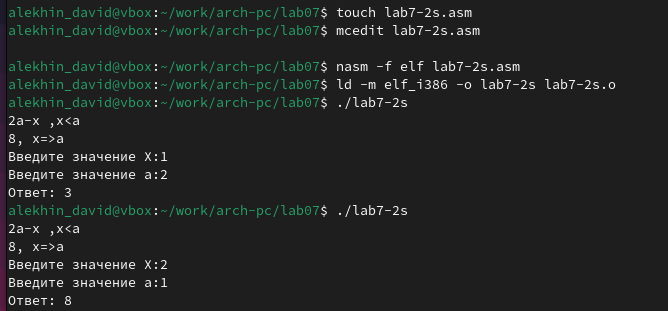 alekhin_david@vbox:~/work/arch-pc/lab07$ touch lab7-2s.asm
alekhin_david@vbox:~/work/arch-pc/lab07$ mcedit lab7-2s.asm
alekhin_david@vbox:~/work/arch-pc/lab07$ nasm -f elf lab7-2s.asm
alekhin_david@vbox:~/work/arch-pc/lab07$ ld -m elf_i386 -o lab7-2s lab7-2s.o
alekhin_david@vbox:~/work/arch-pc/lab07$ ./lab7-2s
2a-x ,x<a
8, x=>a
Введите значение X:1
Введите значение a:2
Ответ: 3
alekhin_david@vbox:~/work/arch-pc/lab07$ ./lab7-2s
2a-x ,x<a
8, x=>a
Введите значение X:2
Введите значение a:1
Ответ: 8